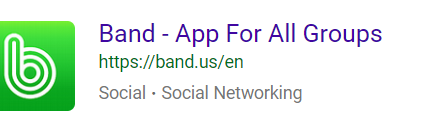 Band - App For All Groups
https://band.us/en
Social · Social Networking